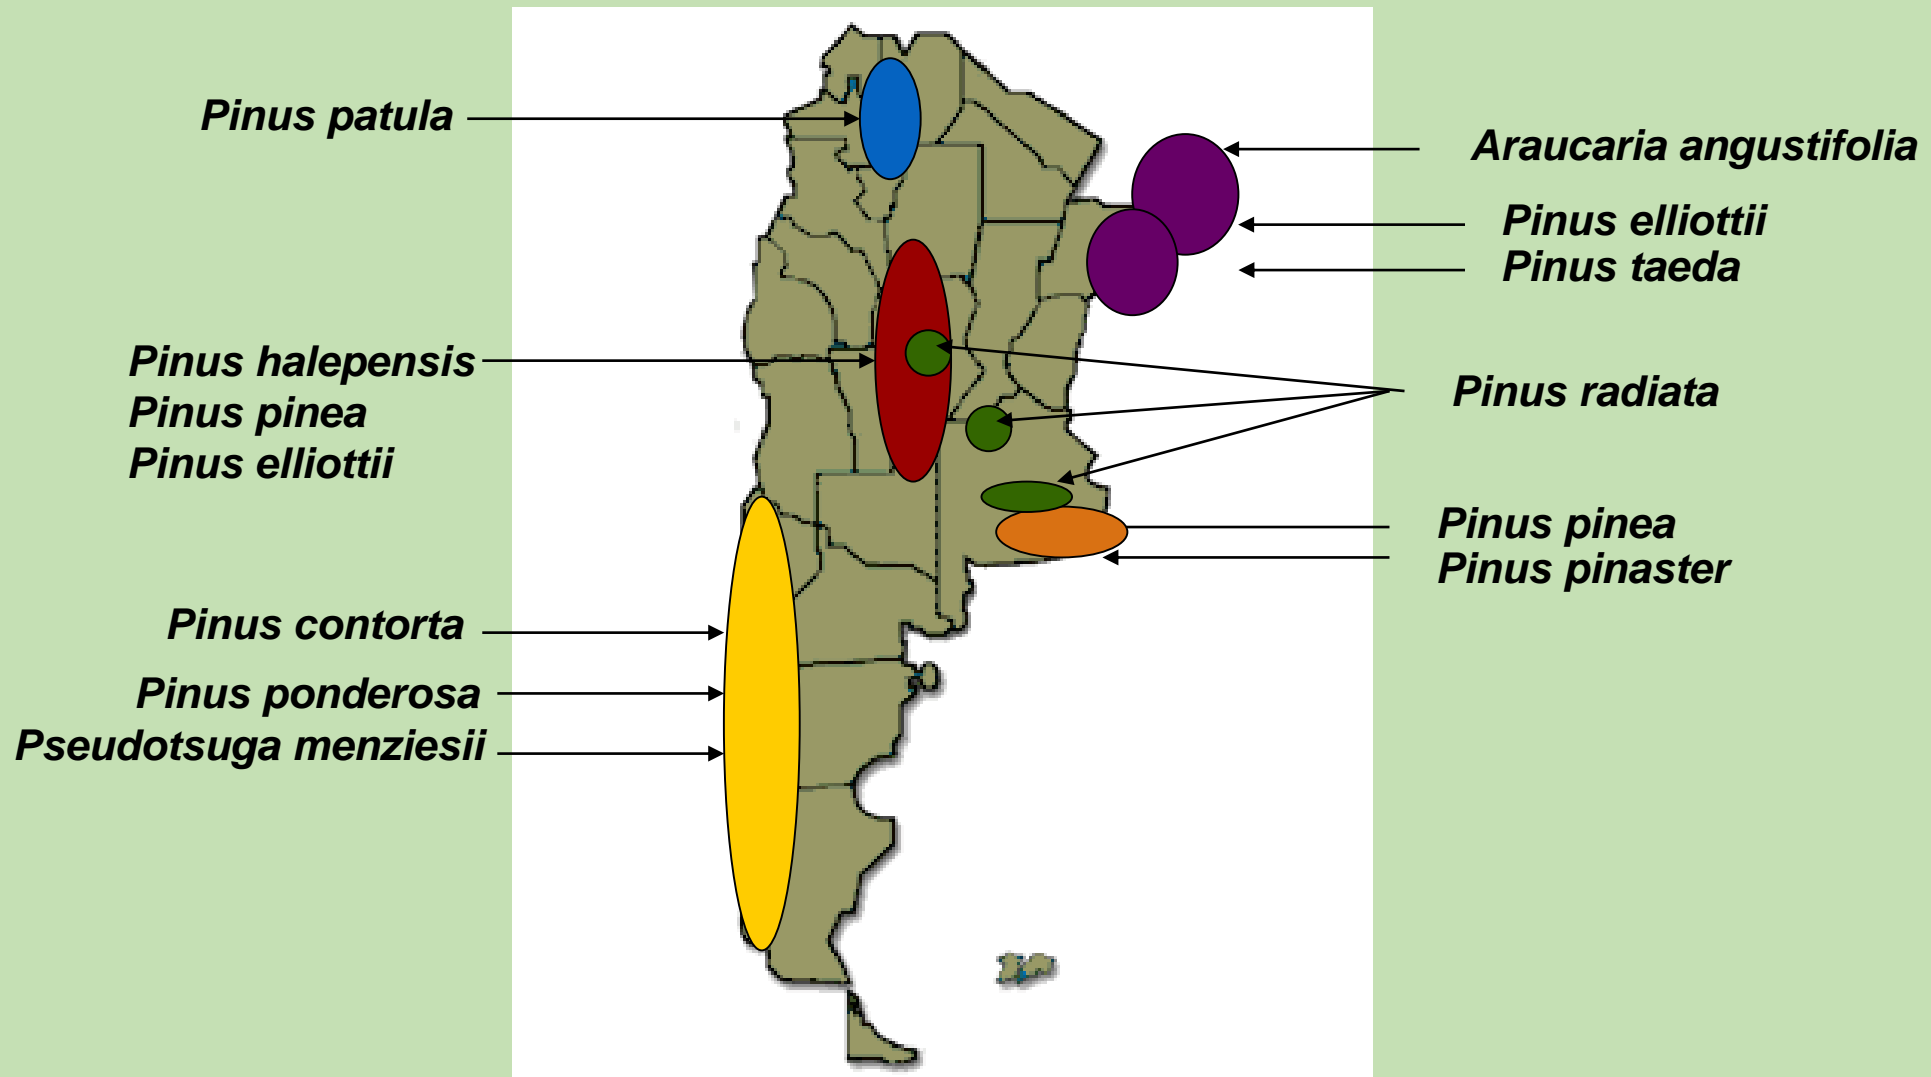 Pinus patula
Araucaria angustifolia
Pinus elliottii
Pinus taeda
Pinus halepensis
Pinus pinea
Pinus elliottii
Pinus radiata
Pinus pinea
Pinus pinaster
Pinus contorta
Pinus ponderosa
Pseudotsuga menziesii